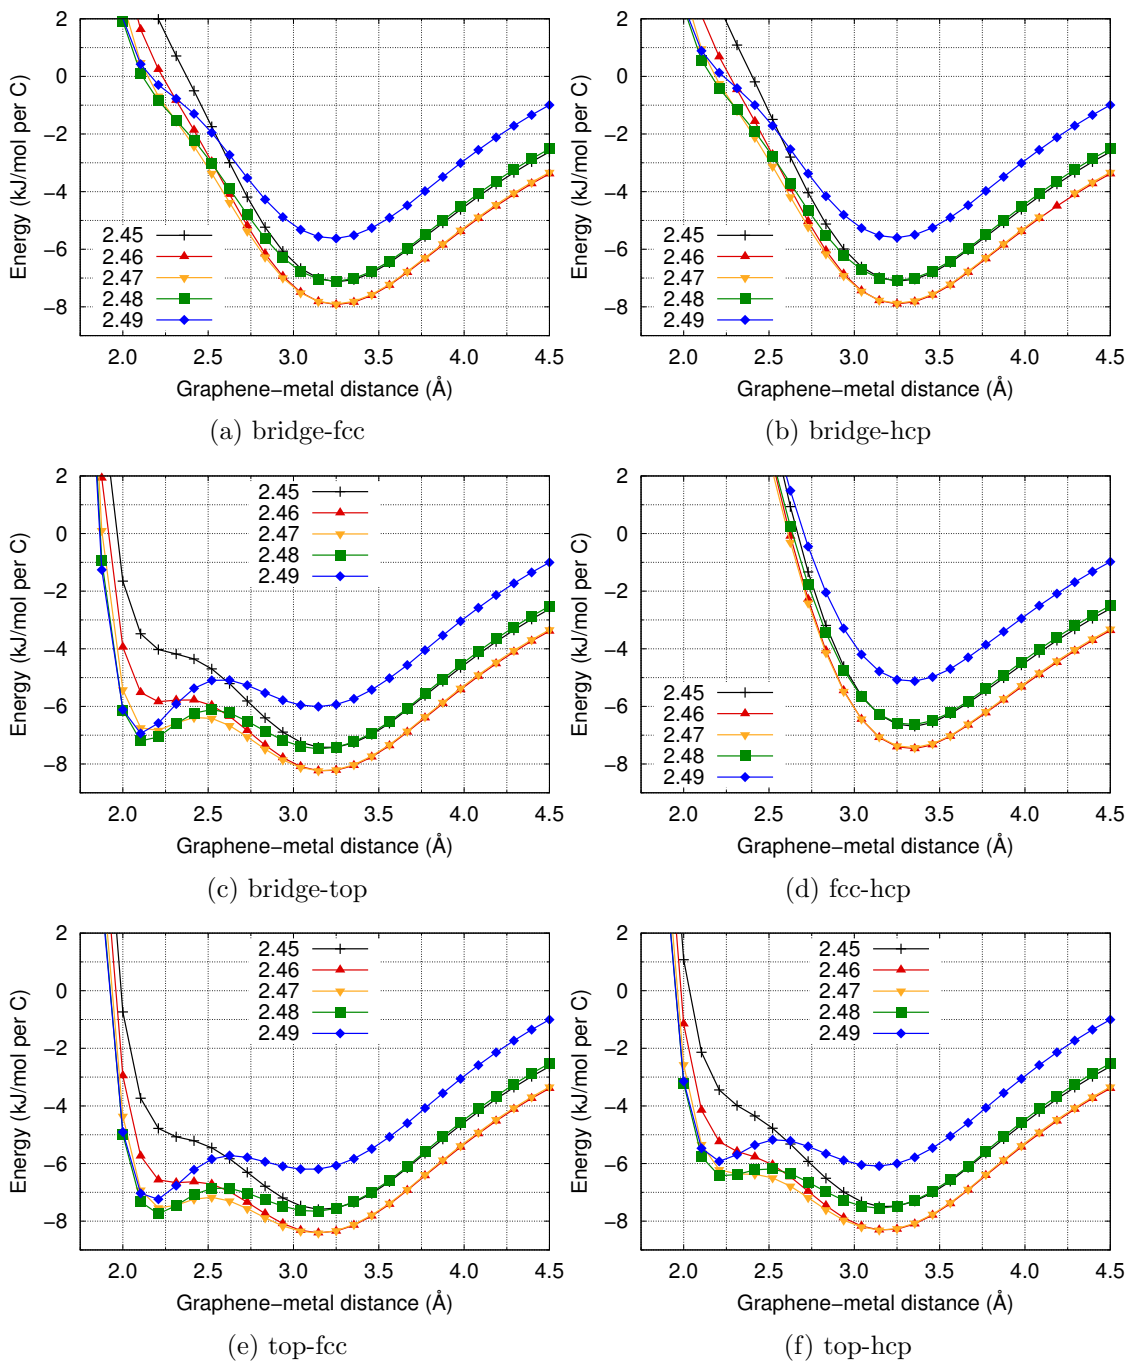 2
0
−2
−4
−6
−8
Energy (kJ/mol per C)
2.45
2.46
2.47
2.48
2.49
2.0 2.5 3.0 3.5 4.0 4.5
Graphene−metal distance (Å)
(a) bridge-fcc
2
0
−2
−4
−6
−8
Energy (kJ/mol per C)
2.45
2.46
2.47
2.48
2.49
2.0 2.5 3.0 3.5 4.0 4.5
Graphene−metal distance (Å)
(b) bridge-hcp
2
0
−2
−4
−6
−8
Energy (kJ/mol per C)
2.45
2.46
2.47
2.48
2.49
2.0 2.5 3.0 3.5 4.0 4.5
Graphene−metal distance (Å)
(c) bridge-top
2
0
−2
−4
−6
−8
Energy (kJ/mol per C)
2.45
2.46
2.47
2.48
2.49
2.0 2.5 3.0 3.5 4.0 4.5
Graphene−metal distance (Å)
(d) fcc-hcp
2
0
−2
−4
−6
−8
Energy (kJ/mol per C)
2.45
2.46
2.47
2.48
2.49
2.0 2.5 3.0 3.5 4.0 4.5
Graphene−metal distance (Å)
(e) top-fcc
2
0
−2
−4
−6
−8
Energy (kJ/mol per C)
2.45
2.46
2.47
2.48
2.49
2.0 2.5 3.0 3.5 4.0 4.5
Graphene−metal distance (Å)
(f) top-hcp